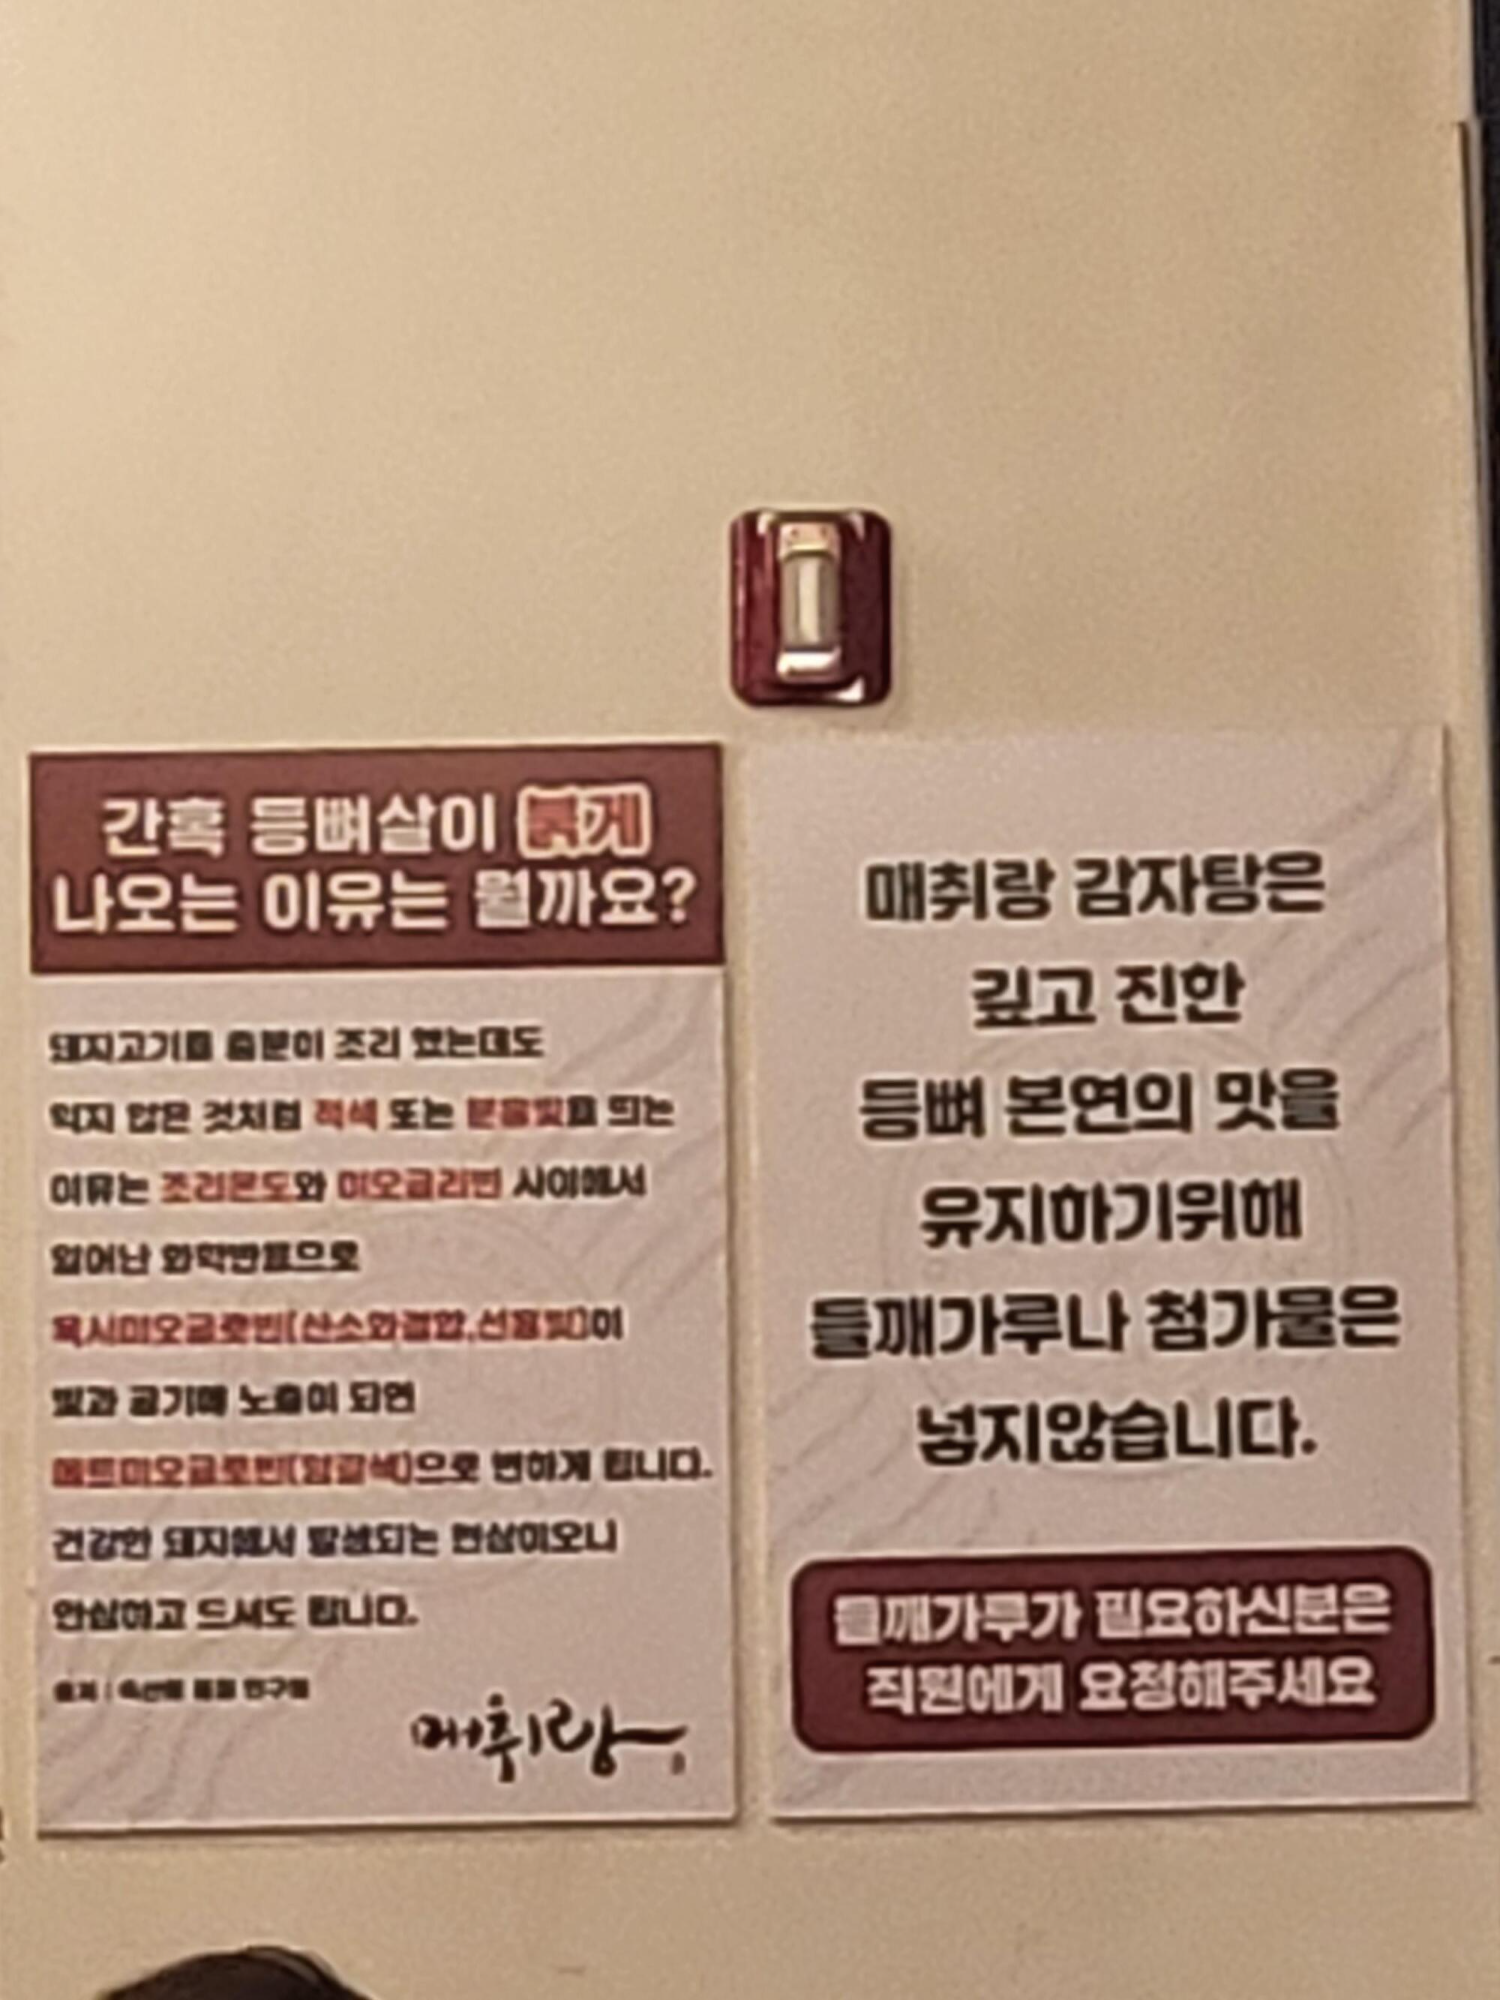 간혹 등뼈살이 붉게
나오는 이유는 뭘까요?
돼지고기를 충분히 조리 했는데도
익지 않은 것처럼 적색 또는 분홍빛을 띄는
이유는 조리온도와 미오글로빈 사이에서
일어난 화학반응으로
옥시미오글로빈(산소와결합,선홍빛)이
빛과 공기에 노출이 되면
메트미오글로빈(암갈색)으로 변하게 됩니다.
건강한 돼지에서 발생되는 현상이오니
안심하고 드셔도 됩니다.
출처 :
매취랑
매취랑 감자탕은
깊고 진한
등뼈 본연의 맛을
유지하기위해
들깨가루나 첨가물은
넣지않습니다.
들깨가루가 필요하신분은
직원에게 요청해주세요